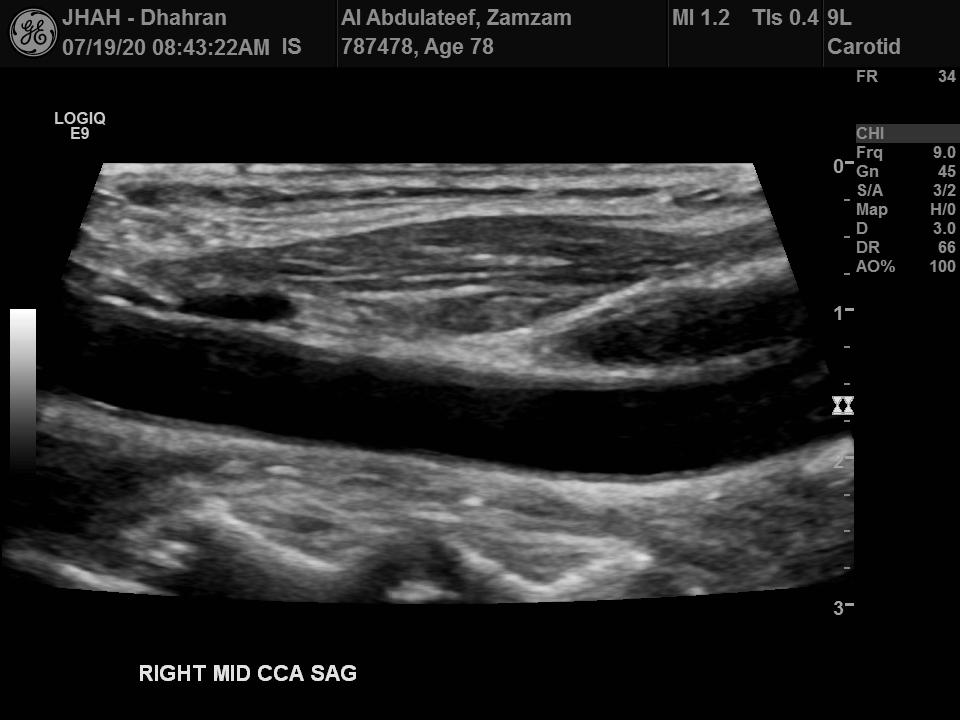 JHAH - Dhahran
07/19/20 08:43:22AM IS
Al Abdulateef, Zamzam
787478, Age 78
MI 1.2 TIs 0.4
9L
Carotid
FR 34
LOGIQ
E9
CHI
Frq 9.0
Gn 45
S/A 3/2
Map H/0
D 3.0
DR 66
AO% 100
0
1
2
3
RIGHT MID CCA SAG